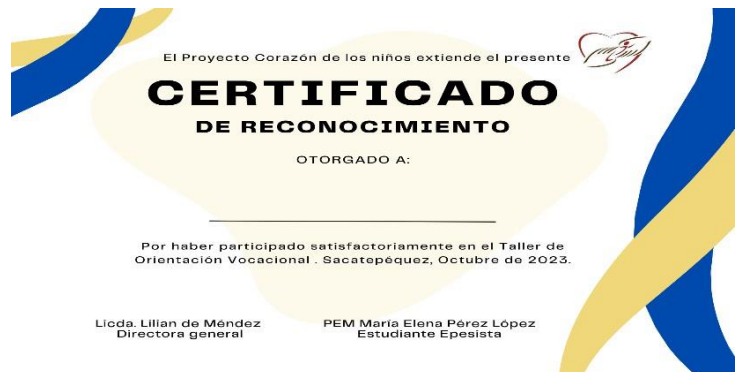 El Proyecto Corazón de los niños extiende el presente
CERTIFICADO
DE RECONOCIMIENTO
OTORGADO A:
Por haber participado satisfactoriamente en el Taller de
Orientación Vocacional . Sacatepéquez, Octubre de 2023.
Licda. Lilian de Méndez
Directora general
PEM María Elena Pérez López
Estudiante Epesista